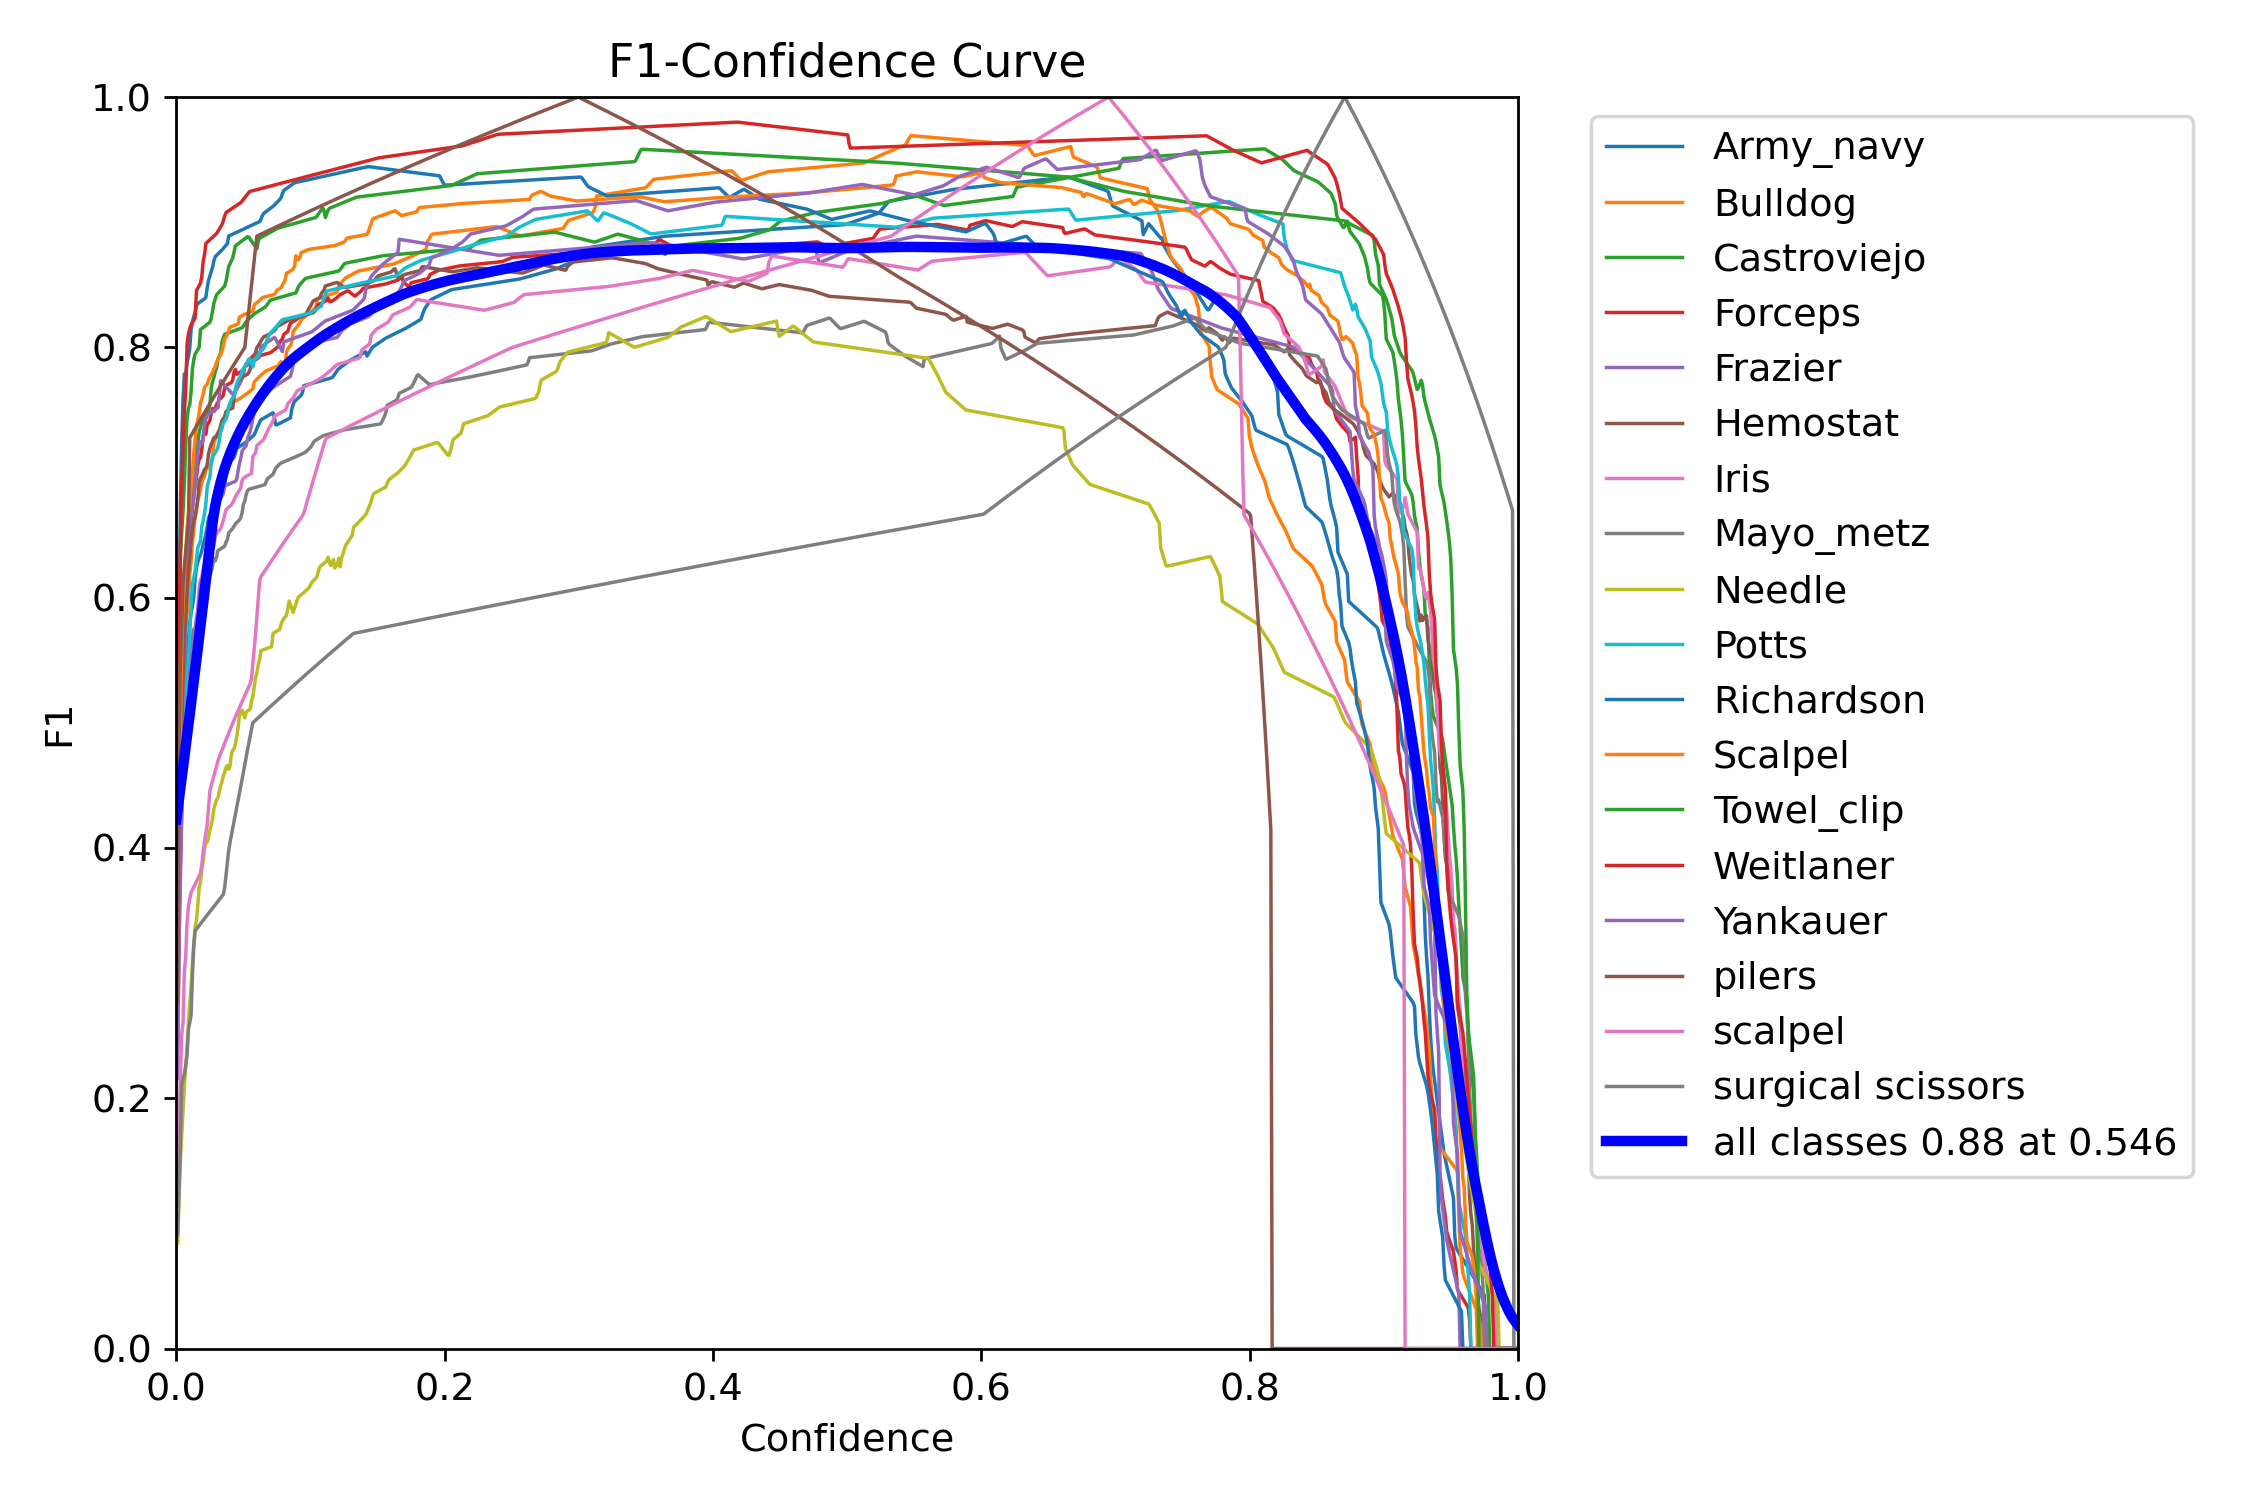 F1-Confidence Curve
1.0
0.8
0.6
0.4
0.2
0.0
F1
0.0 0.2 0.4 0.6 0.8 1.0
Confidence
Army_navy
Bulldog
Castroviejo
Forceps
Frazier
Hemostat
Iris
Mayo_metz
Needle
Potts
Richardson
Scalpel
Towel_clip
Weitlaner
Yankauer
pilers
scalpel
surgical scissors
all classes 0.88 at 0.546